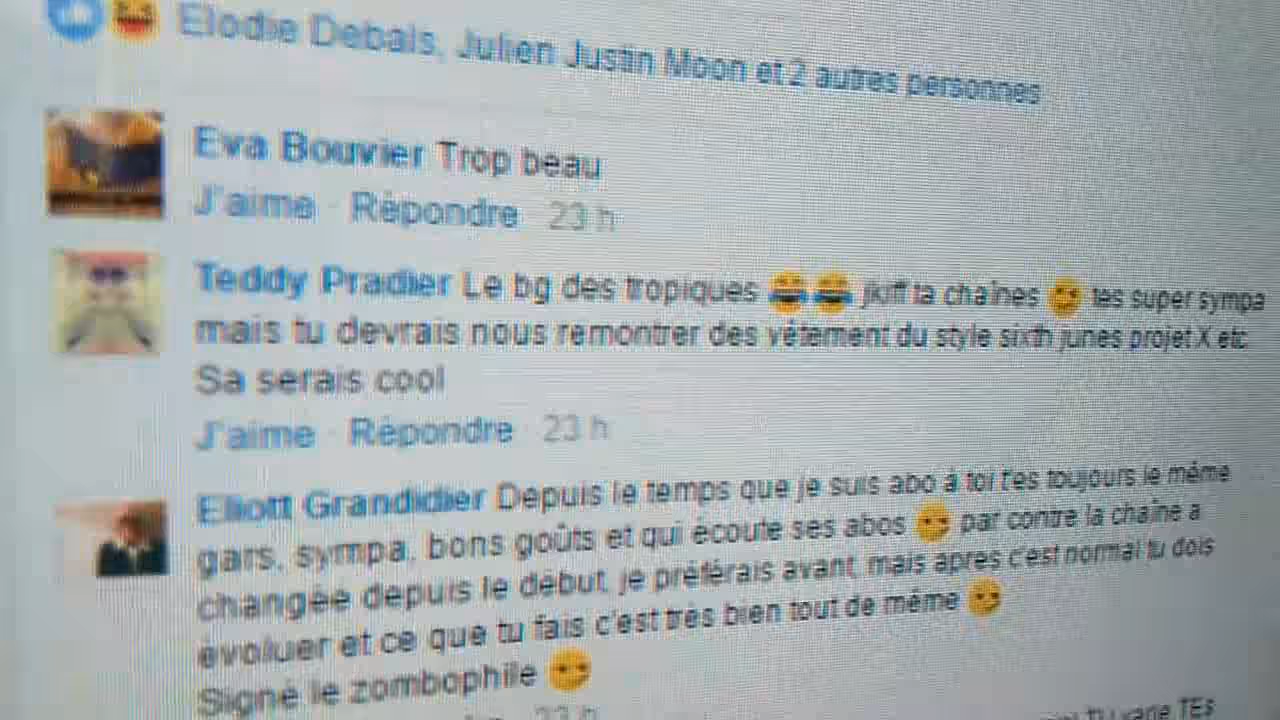 Elodie Debais, Julien Justin Moon et 2 autres personnes
Eva Bouvier Trop beau
J'aime · Répondre · 23 h
Teddy Pradier Le bg des tropiques 😂😂 jkiff ta chaînes 😊 tes super sympa
mais tu devrais nous remontrer des vêtement du style sixth junes projet X etc
Sa serais cool
J'aime · Répondre · 23 h
Eliott Grandidier Depuis le temps que je suis abo à toi t'es toujours le même
gars, sympa, bons goûts et qui écoute ses abos 😊 par contre la chaîne a
changée depuis le début, je préférais avant, mais après c'est normal tu dois
évoluer et ce que tu fais c'est très bien tout de même 😊
Signé le zombophile 😊
23 h
TEs